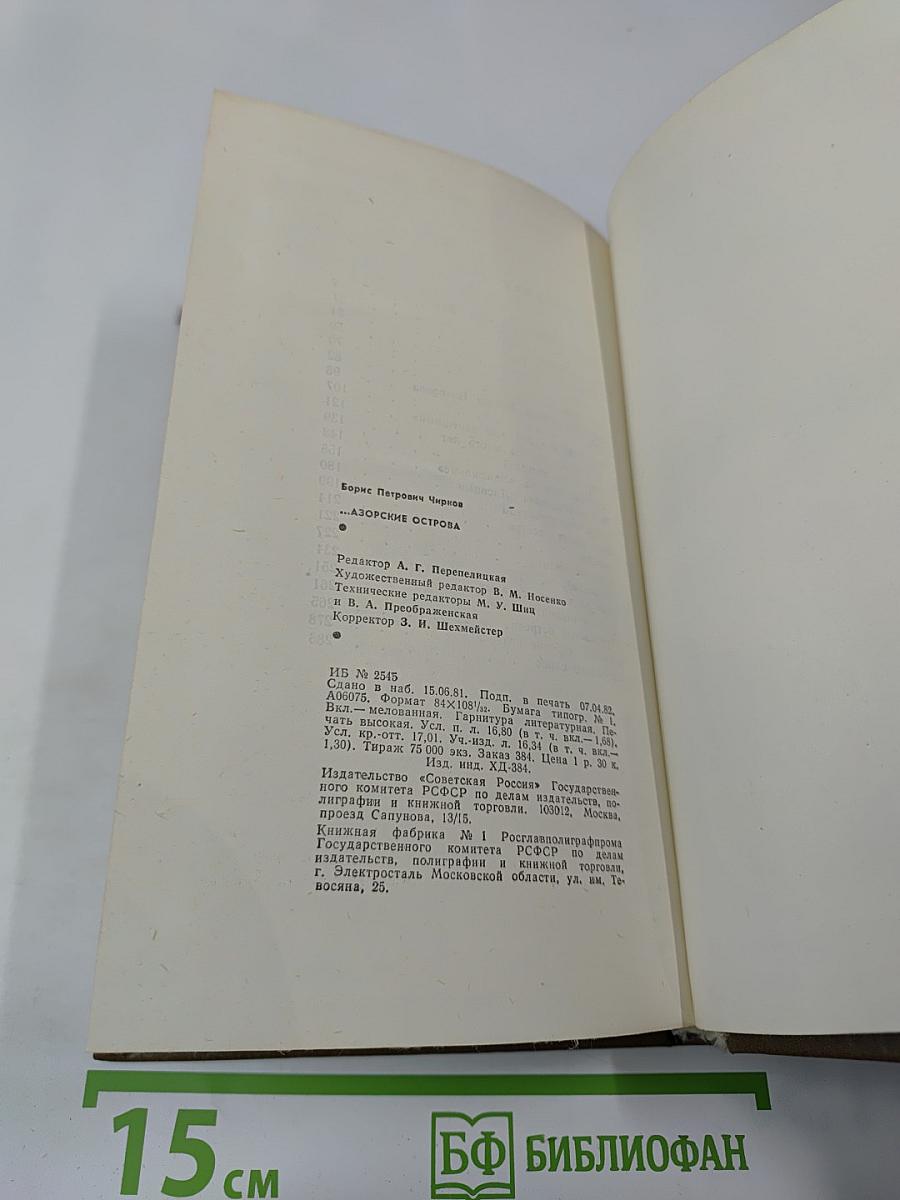 Борис Петрович Чирков
...АЗОРСКИЕ ОСТРОВА
Редактор А. Г. Перепелицкая
Художественный редактор В. М. Носенко
Технические редакторы М. У. Шиц
и В. А. Преображенская
Корректор З. И. Шехмейстер
ИБ № 2545
Сдано в наб. 15.06.81. Подп. в печать 07.04.82.
А06075. Формат 84×108¹/₃₂. Бумага типогр. № 1.
Вкл.— мелованная. Гарнитура литературная. Пе-
чать высокая. Усл. п. л. 16,80 (в т. ч. вкл.— 1,68).
Усл. кр.-отт. 17,01. Уч.-изд. л. 16,34 (в т. ч. вкл.—
1,30). Тираж 75 000 экз. Заказ 384. Цена 1 р. 30 к.
Изд. инд. ХД-384.
Издательство «Советская Россия» Государствен-
ного комитета РСФСР по делам издательств, по-
лиграфии и книжной торговли. 103012, Москва,
проезд Сапунова, 13/15.
Книжная фабрика № 1 Росглавполиграфпрома
Государственного комитета РСФСР по делам
издательств, полиграфии и книжной торговли,
г. Электросталь Московской области, ул. им. Те-
восяна, 25.
15 см
БФ БИБЛИОФАН